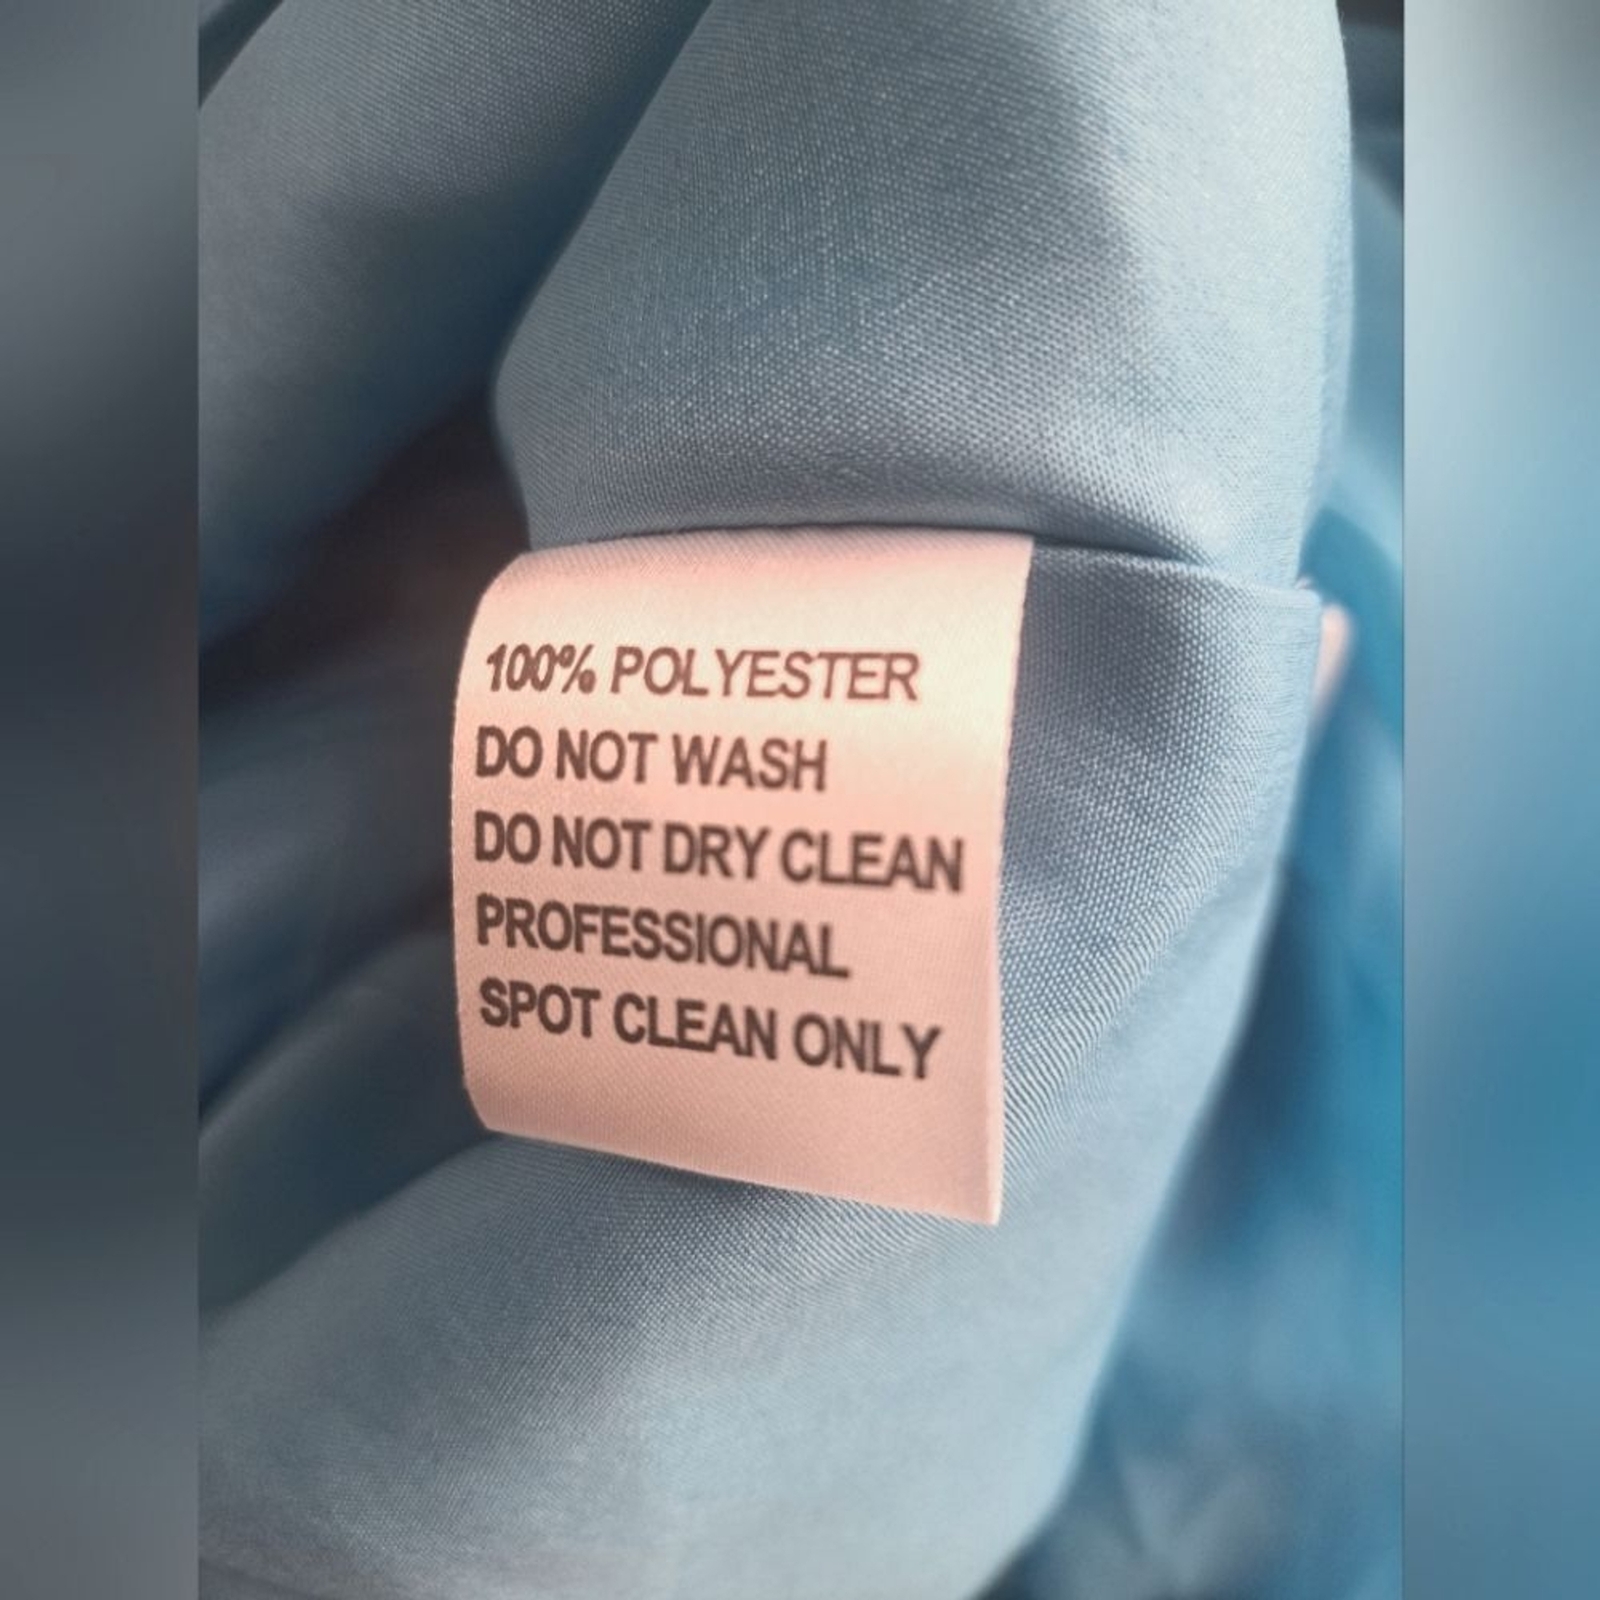 100% POLYESTER
DO NOT WASH
DO NOT DRY CLEAN
PROFESSIONAL
SPOT CLEAN ONLY